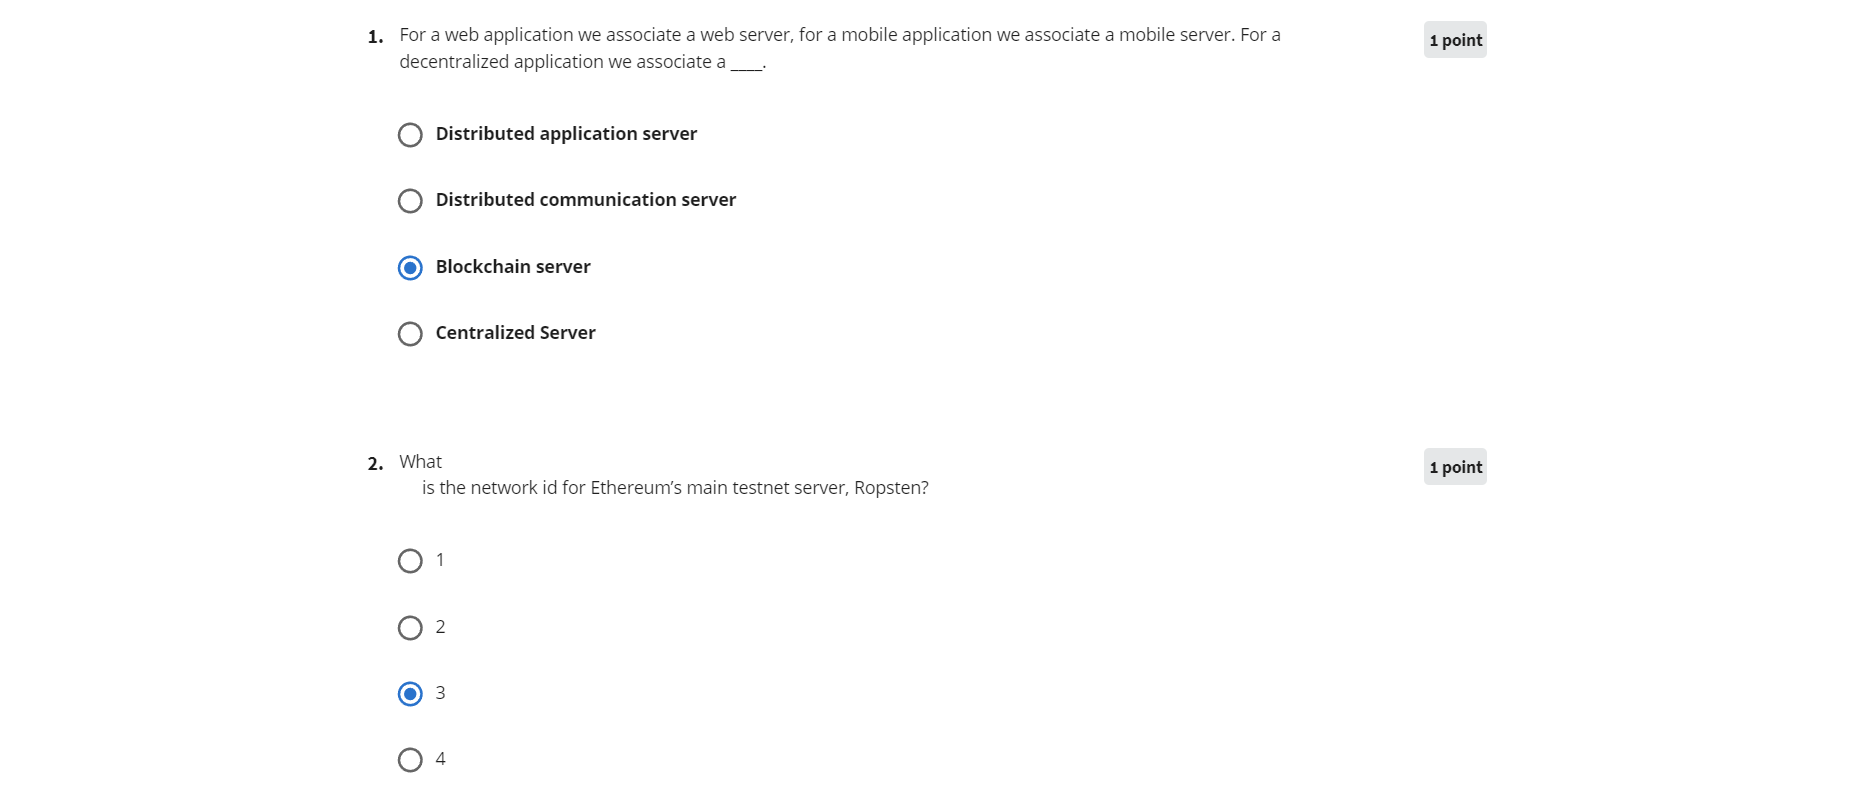 1. For a web application we associate a web server, for a mobile application we associate a mobile server. For a
decentralized application we associate a ____.
1 point
Distributed application server
Distributed communication server
Blockchain server
Centralized Server
2. What
is the network id for Ethereum’s main testnet server, Ropsten?
1 point
1
2
3
4